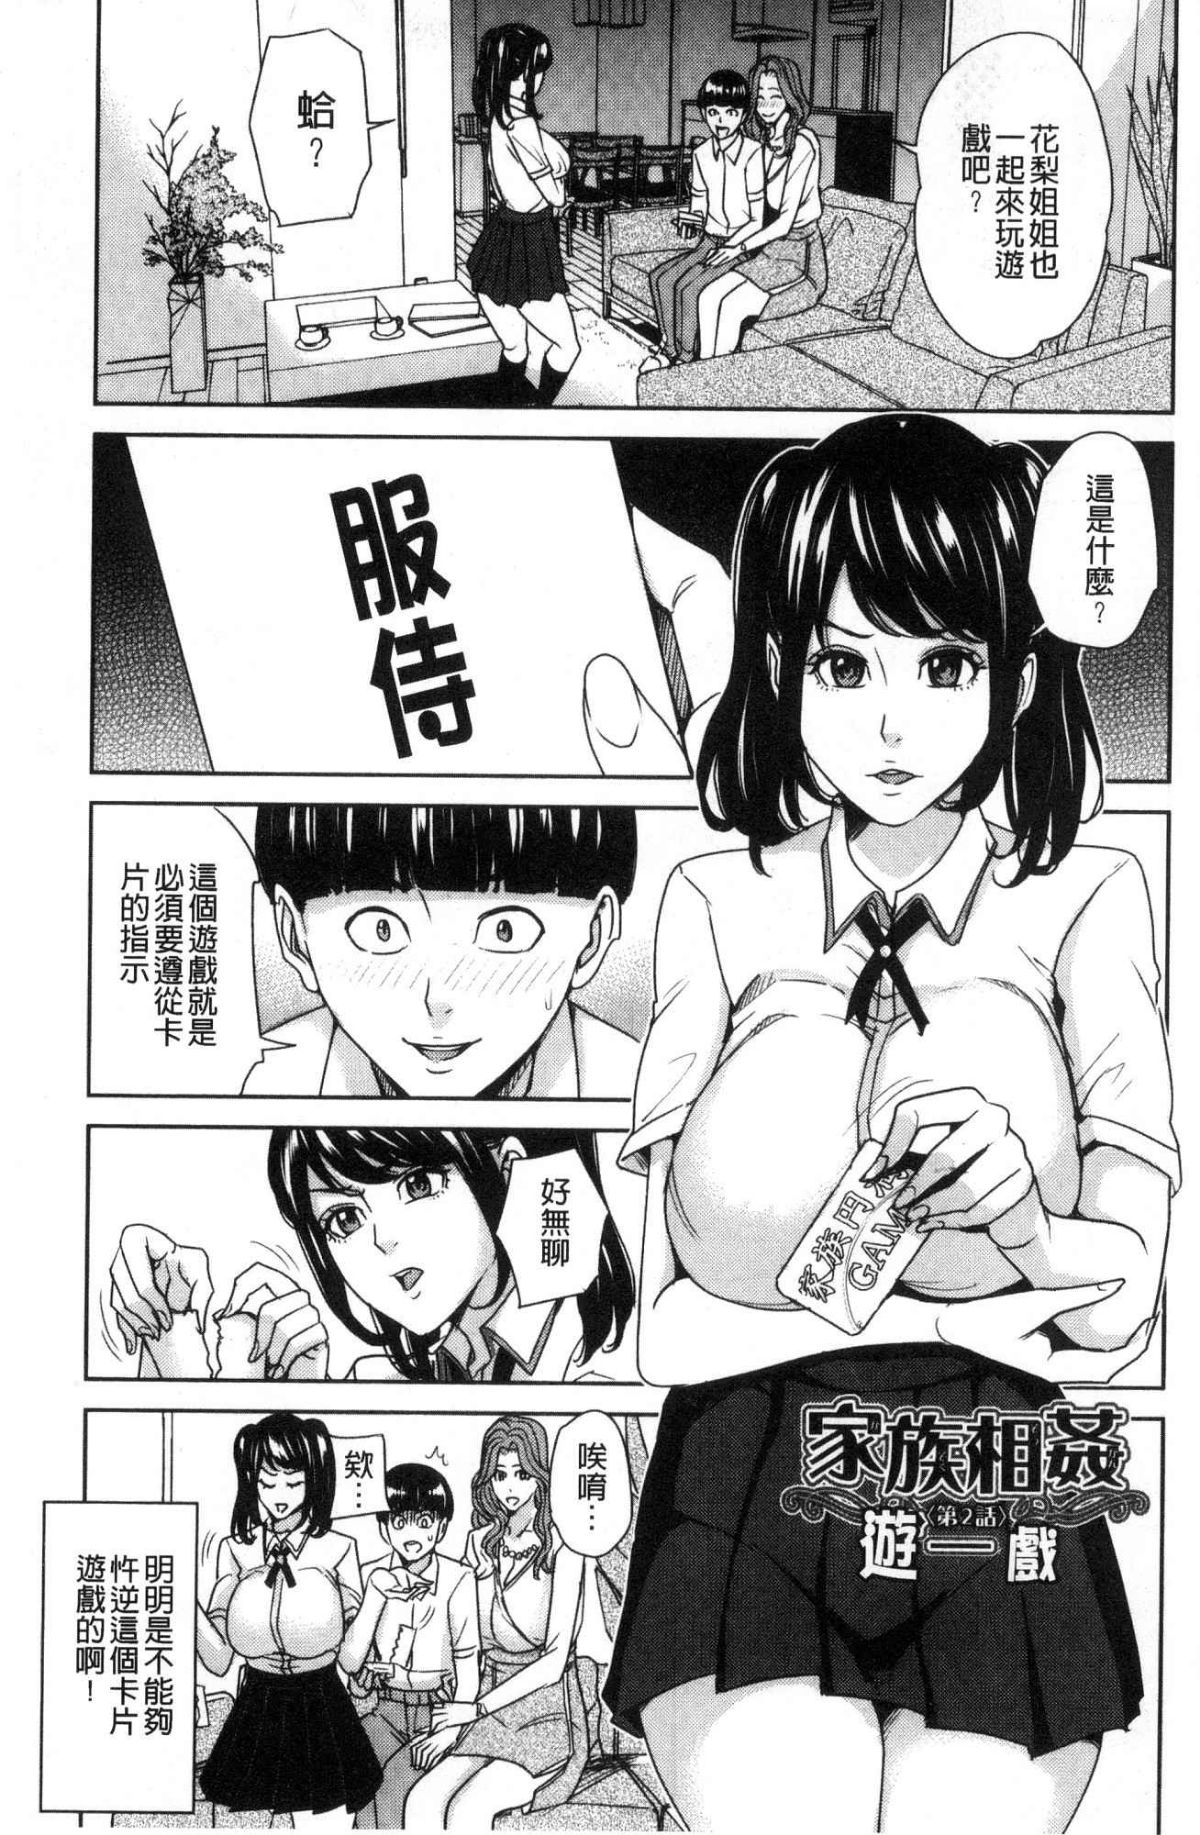 花梨姐姐也
一起來玩遊
戲吧?
蛤?
這是什麼?
服侍
家族円満
GAME
這個遊戲就是
必須要遵從卡
片的指示
好無聊
家族相姦
遊戲
〈第2話〉
唉唷…
欸…
明明是不能夠
忤逆這個卡片
遊戲的啊!